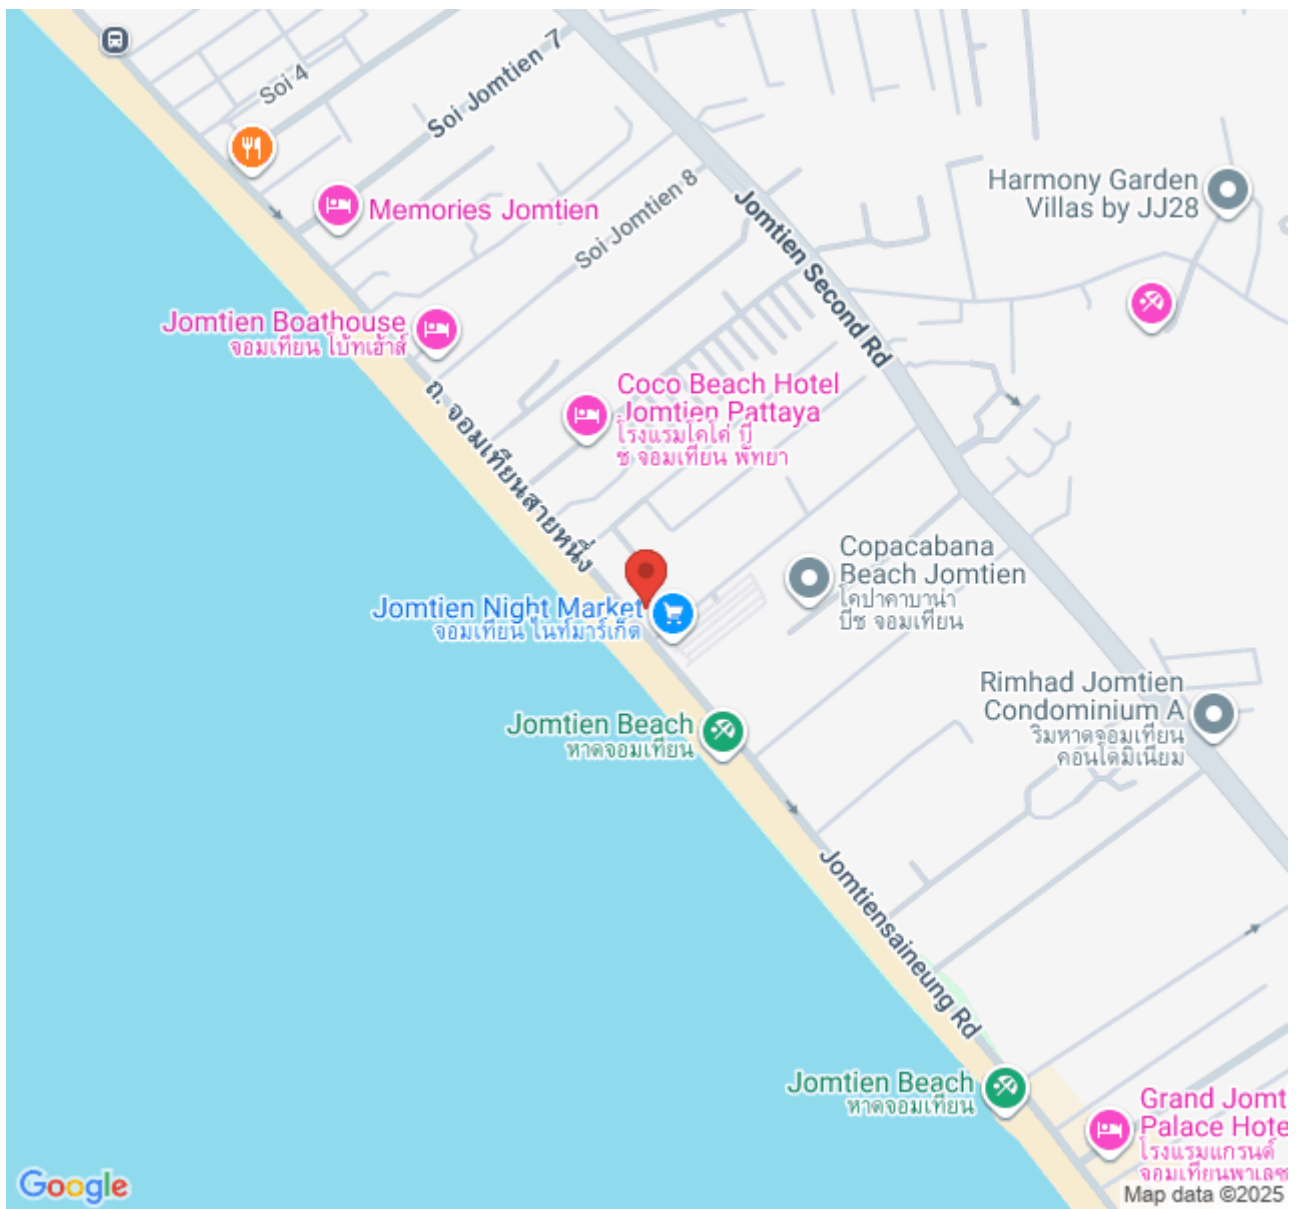 Soi 4
Soi Jomtien 7
Memories Jomtien
Soi Jomtien 8
Jomtien Second Rd
Harmony Garden
Villas by JJ28
Jomtien Boathouse
จอมเทียน โบ้ทเฮ้าส์
ถ. จอมเทียนสายหนึ่ง
Coco Beach Hotel
Jomtien Pattaya
โรงแรมโคโค่ บี
ช จอมเทียน พัทยา
Copacabana
Beach Jomtien
โคปาคาบาน่า
บีช จอมเทียน
Jomtien Night Market
จอมเทียน ไนท์มาร์เก็ต
Rimhad Jomtien
Condominium A
ริมหาดจอมเทียน
คอนโดมิเนียม
Jomtien Beach
หาดจอมเทียน
Jomtiensaineung Rd
Jomtien Beach
หาดจอมเทียน
Grand Jomt
Palace Hote
โรงแรมแกรนด์
จอมเทียนพาเลซ
Google
Map data ©2025